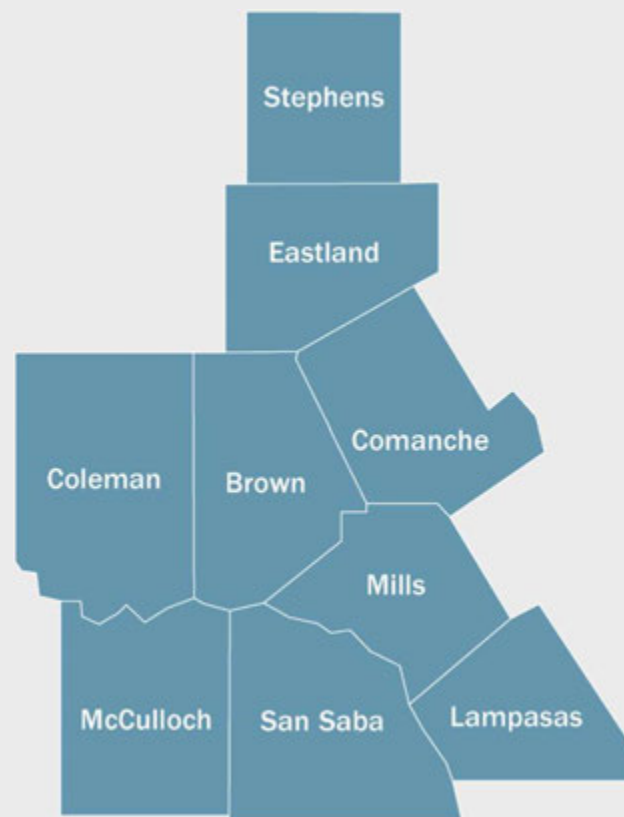 Stephens
Eastland
Comanche
Coleman
Brown
Mills
McCulloch
San Saba
Lampasas